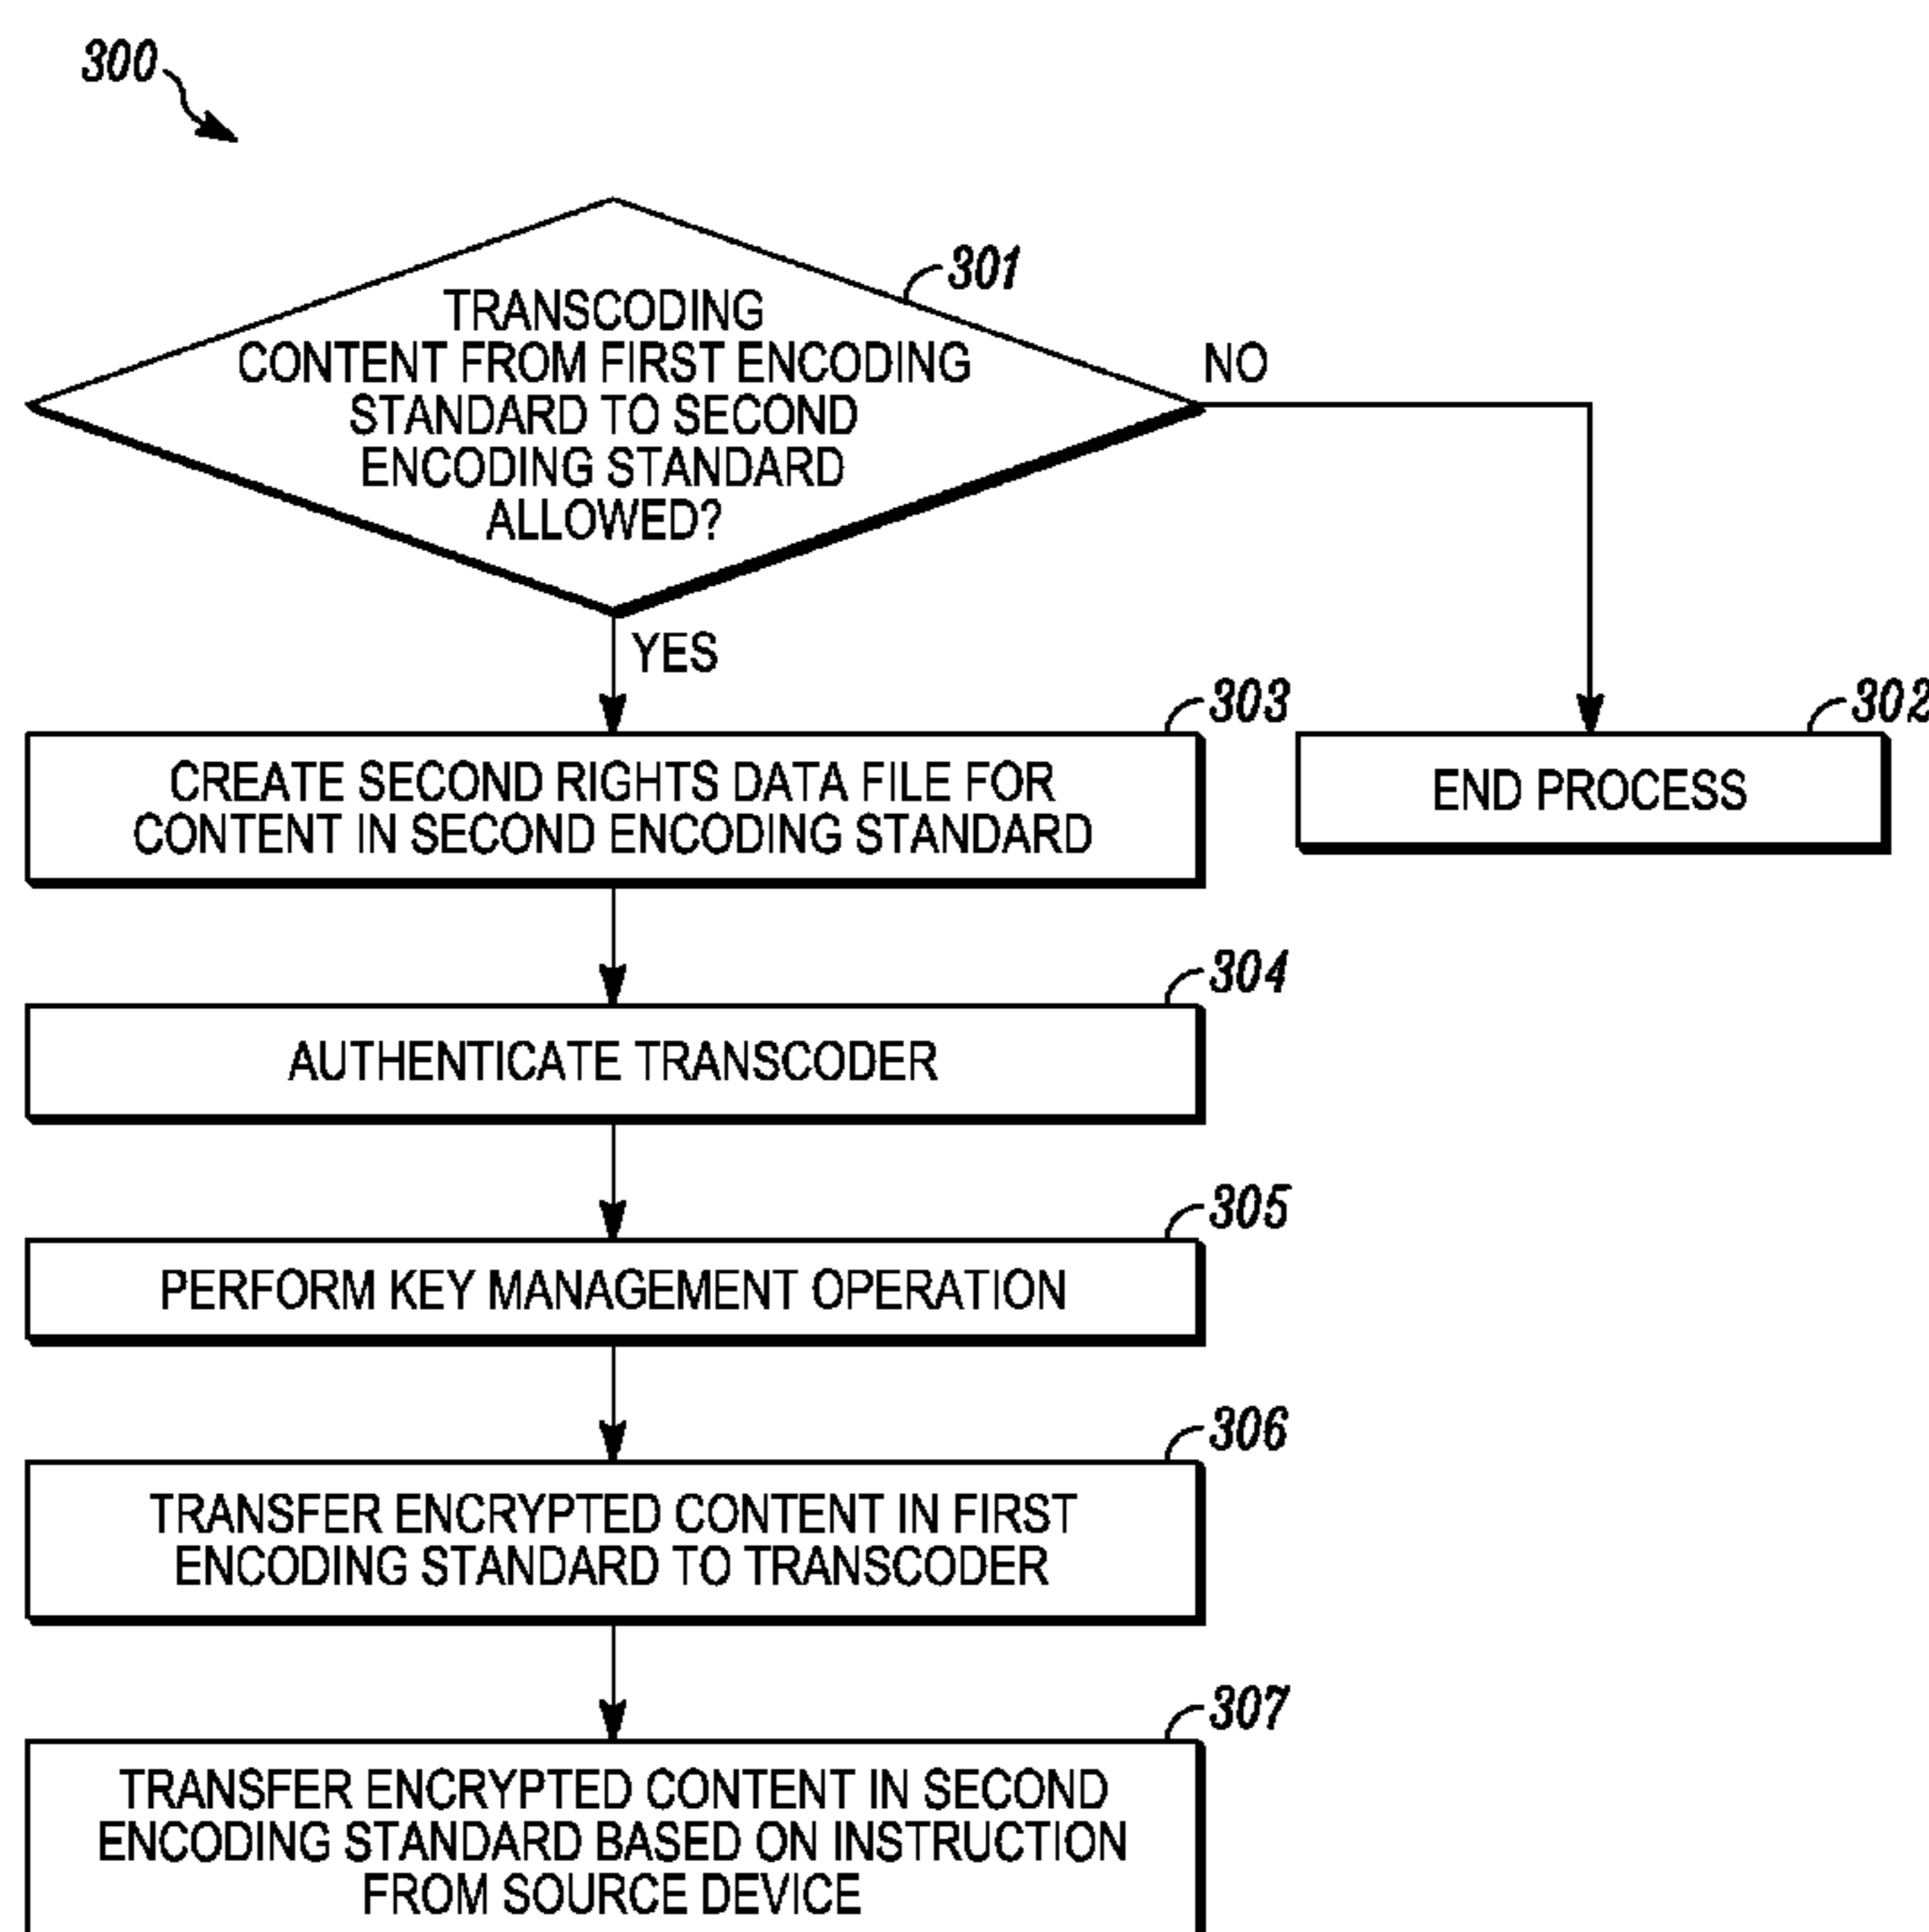 300
301
TRANSCODING
CONTENT FROM FIRST ENCODING
STANDARD TO SECOND
ENCODING STANDARD
ALLOWED?
NO
YES
303
CREATE SECOND RIGHTS DATA FILE FOR
CONTENT IN SECOND ENCODING STANDARD
302
END PROCESS
304
AUTHENTICATE TRANSCODER
305
PERFORM KEY MANAGEMENT OPERATION
306
TRANSFER ENCRYPTED CONTENT IN FIRST
ENCODING STANDARD TO TRANSCODER
307
TRANSFER ENCRYPTED CONTENT IN SECOND
ENCODING STANDARD BASED ON INSTRUCTION
FROM SOURCE DEVICE